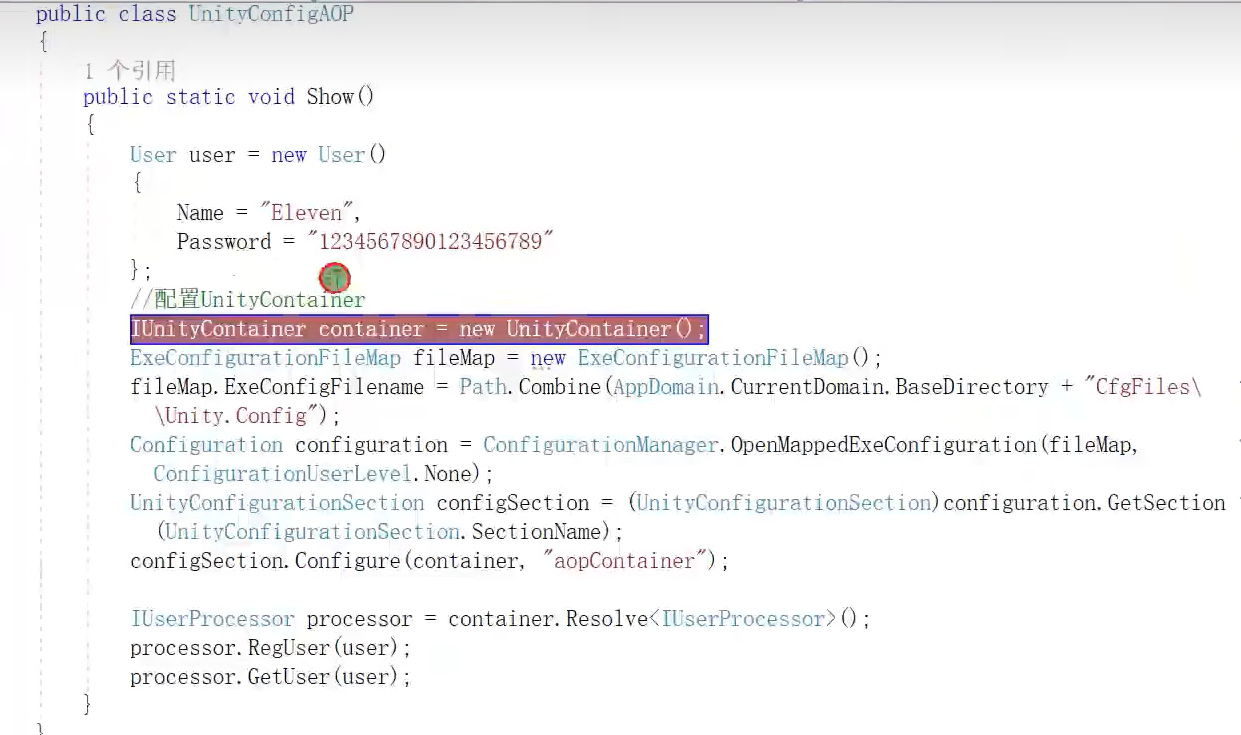 public class UnityConfigAOP
{
1 个引用
public static void Show()
{
User user = new User()
{
Name = "Eleven",
Password = "1234567890123456789"
};
//配置UnityContainer
IUnityContainer container = new UnityContainer();
ExeConfigurationFileMap fileMap = new ExeConfigurationFileMap();
fileMap.ExeConfigFilename = Path.Combine(AppDomain.CurrentDomain.BaseDirectory + "CfgFiles\
\Unity.Config");
Configuration configuration = ConfigurationManager.OpenMappedExeConfiguration(fileMap,
ConfigurationUserLevel.None);
UnityConfigurationSection configSection = (UnityConfigurationSection)configuration.GetSection
(UnityConfigurationSection.SectionName);
configSection.Configure(container, "aopContainer");
IUserProcessor processor = container.Resolve<IUserProcessor>();
processor.RegUser(user);
processor.GetUser(user);
}
}